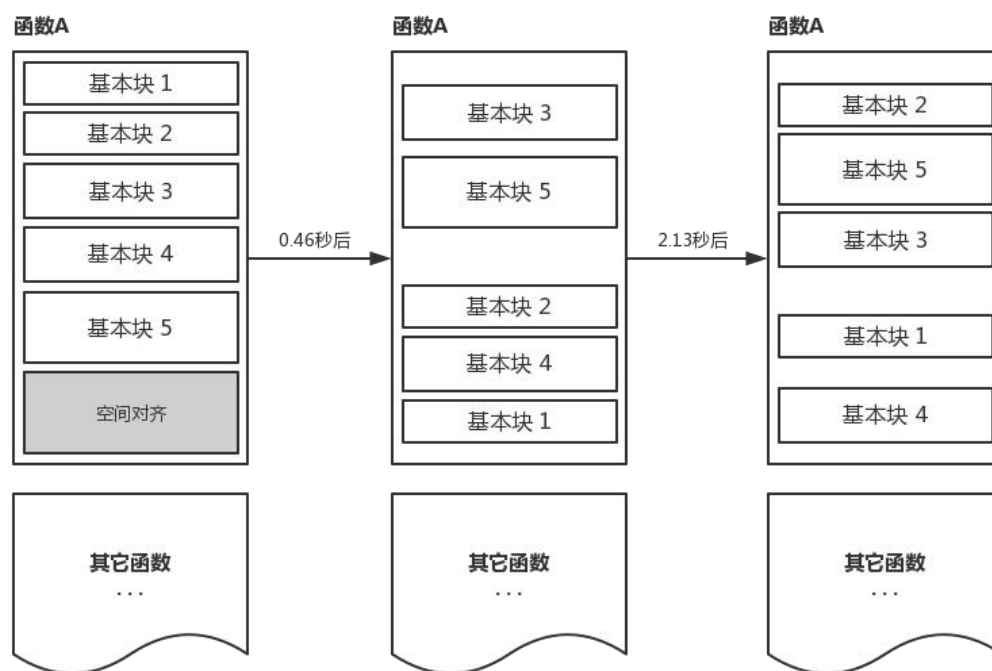 函数A
基本块 1
基本块 2
基本块 3
基本块 4
基本块 5
空间对齐
其它函数
...
0.46秒后
函数A
基本块 3
基本块 5
基本块 2
基本块 4
基本块 1
其它函数
...
2.13秒后
函数A
基本块 2
基本块 5
基本块 3
基本块 1
基本块 4
其它函数
...